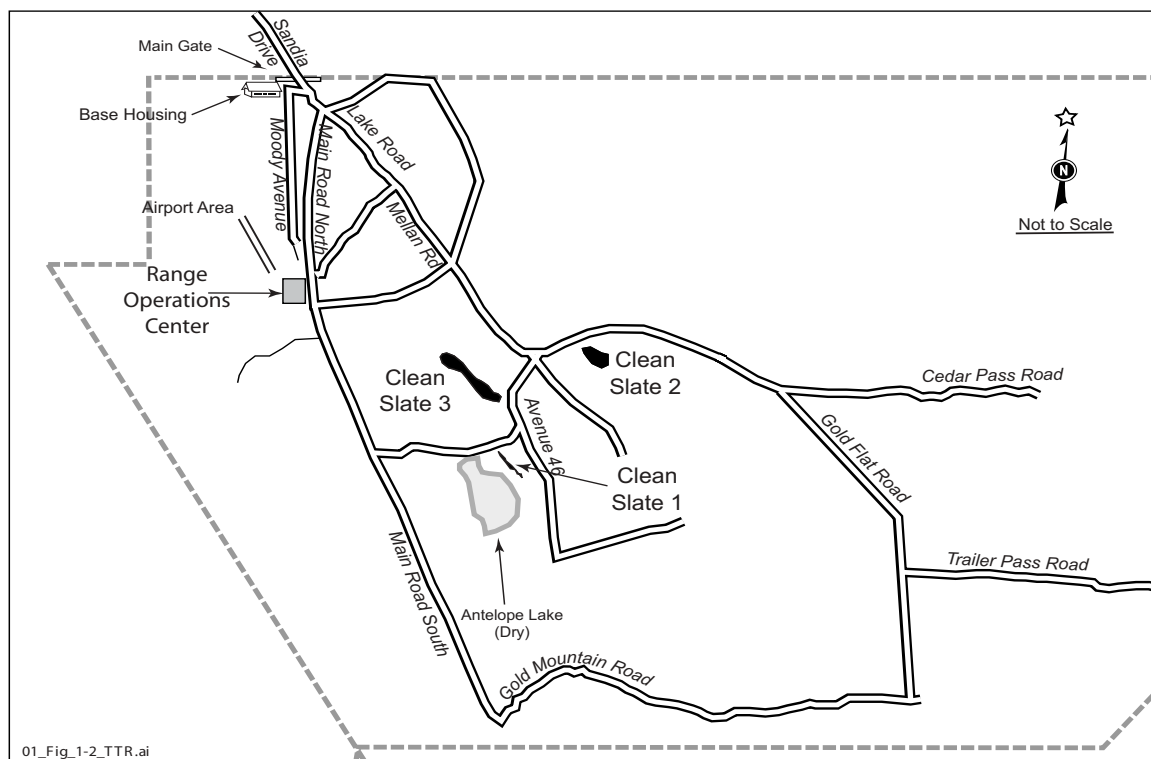 Sandia
Drive
Main Gate
Base Housing
Moody Avenue
Main Road North
Lake Road
Mellan Rd
Airport Area
Range
Operations
Center
N
Not to Scale
Clean
Slate 2
Clean
Slate 3
Cedar Pass Road
Avenue 46
Gold Flat Road
Clean
Slate 1
Trailer Pass Road
Main Road South
Antelope Lake
(Dry)
Gold Mountain Road
01_Fig_1-2_TTR.ai